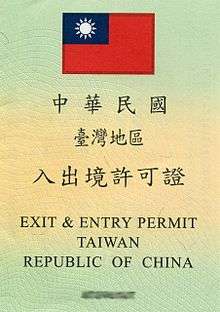 中華民國
臺灣地區
入出境許可證
EXIT & ENTRY PERMIT
TAIWAN
REPUBLIC OF CHINA